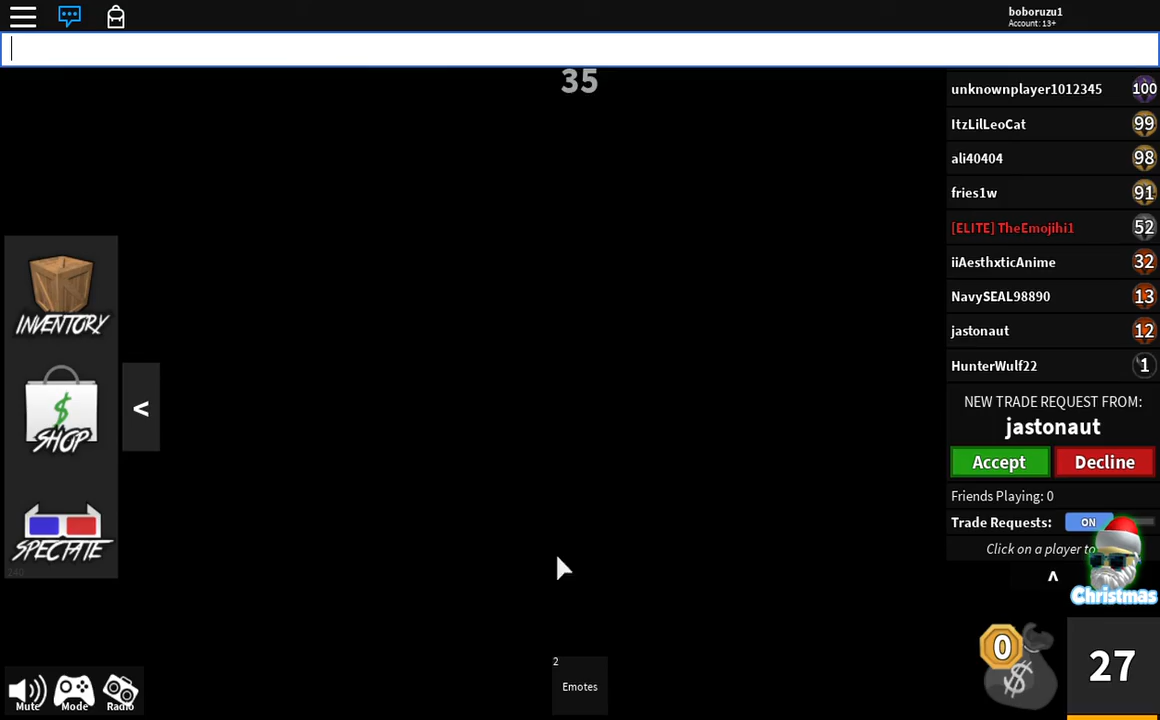 boboruzu1
Account: 13+
35
unknownplayer1012345 100
ItzLilLeoCat 99
ali40404 98
fries1w 91
[ELITE] TheEmojihi1 52
iiAesthxticAnime 32
NavySEAL98890 13
jastonaut 12
HunterWulf22 1
NEW TRADE REQUEST FROM:
jastonaut
Accept Decline
Friends Playing: 0
Trade Requests: ON
Click on a player to
^
Christmas
INVENTORY
$
SHOP
<
SPECTATE
240
2
Emotes
0
$
27
Mute Mode Radio